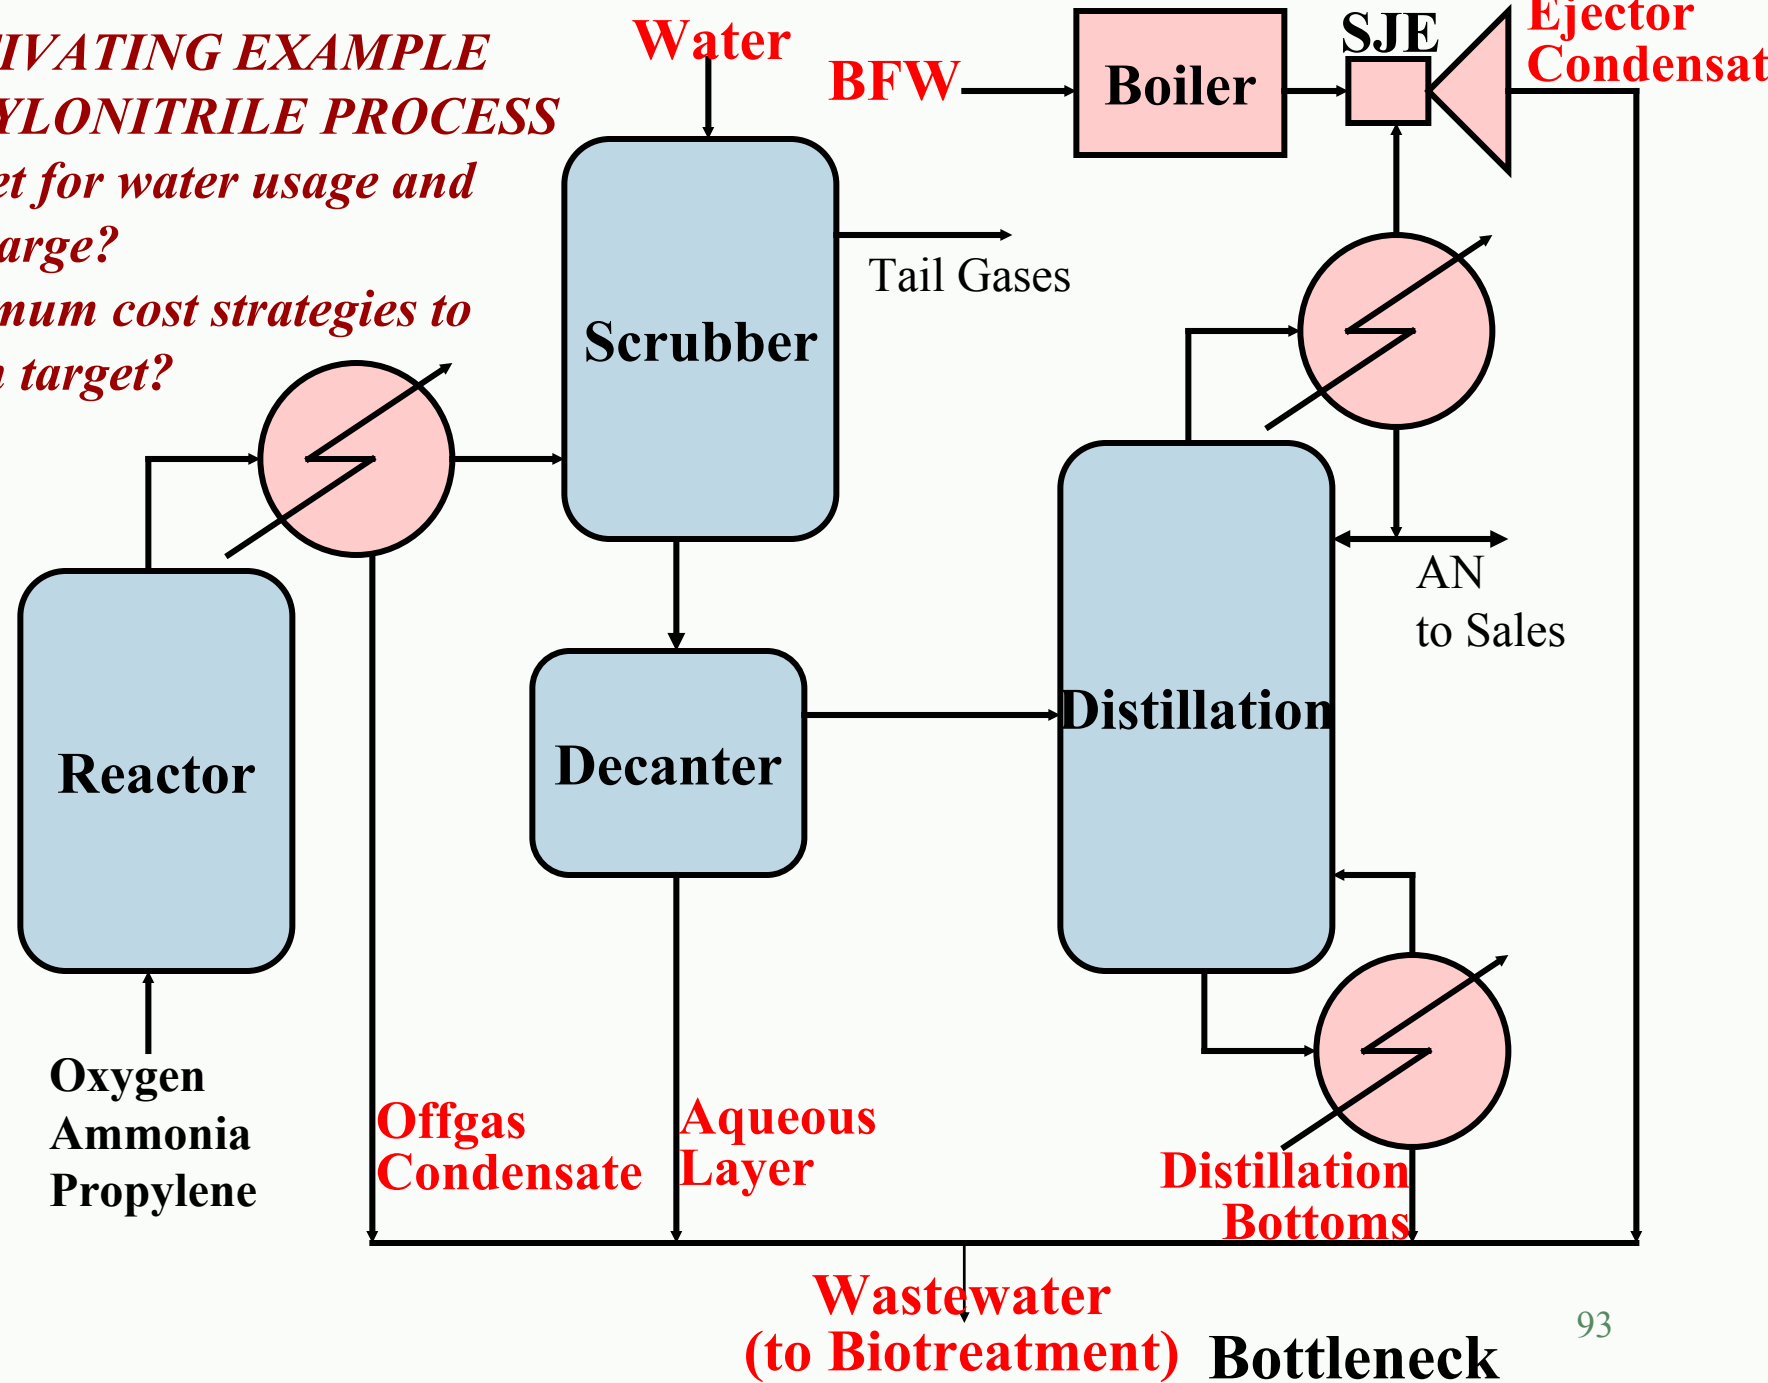 IVATING EXAMPLE
YLONITRILE PROCESS
et for water usage and
arge?
mum cost strategies to
target?
Water
BFW
Boiler
SJE
Ejector
Condensat
Scrubber
Tail Gases
AN
to Sales
Reactor
Decanter
Distillation
Oxygen
Ammonia
Propylene
Offgas
Condensate
Aqueous
Layer
Distillation
Bottoms
Wastewater
(to Biotreatment)
Bottleneck
93